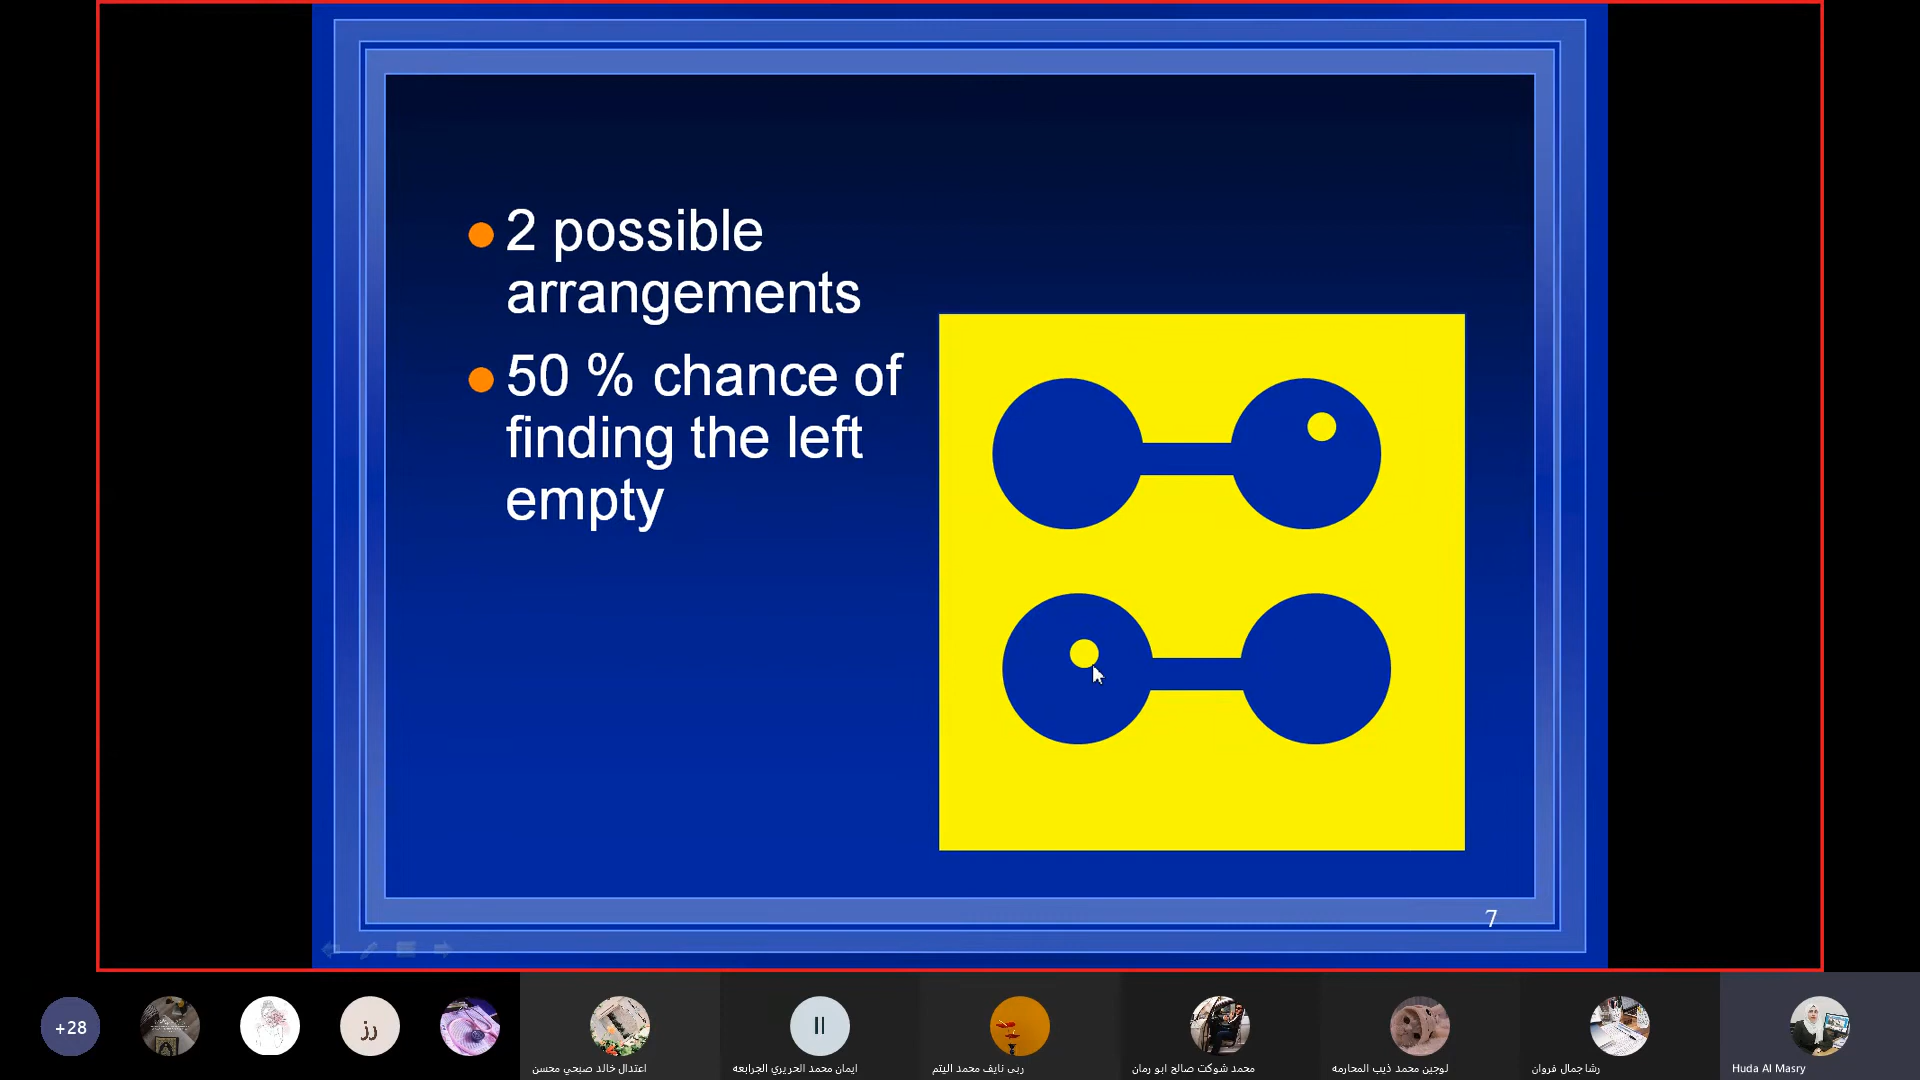 2 possible
arrangements
50 % chance of
finding the left
empty
7
+28
رز
اعتدال خالد صبحي محسن
ايمان محمد الحريري الجرابعه
ربى نايف محمد اليتم
محمد شوكت صالح ابو رمان
لوجين محمد ذيب المحارمه
رشا جمال فروان
Huda Al Masry